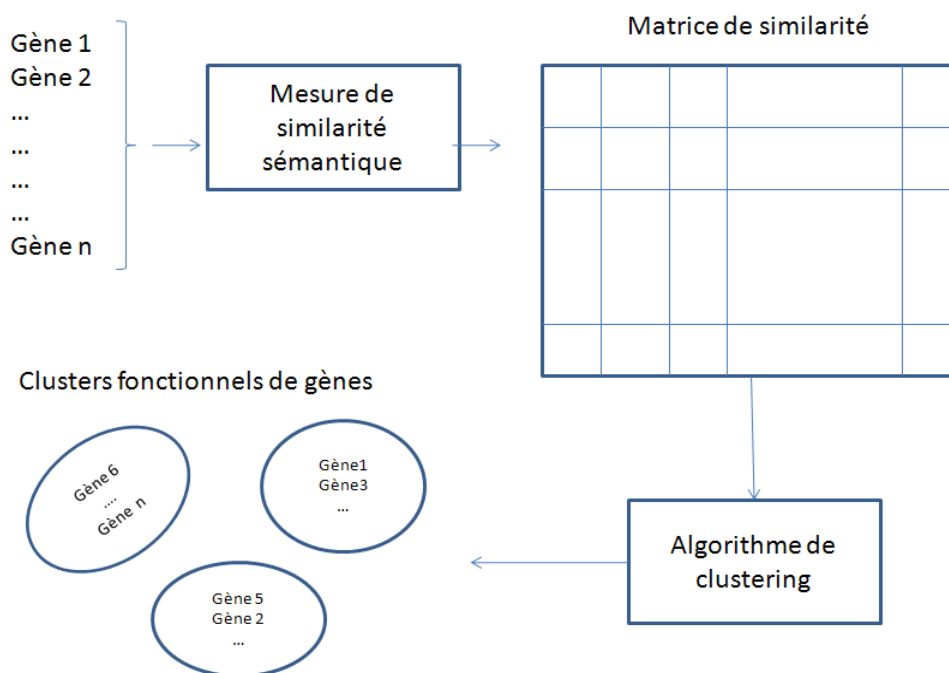 Gène 1
Gène 2
...
...
...
...
Gène n
Mesure de
similarité
sémantique
Matrice de similarité
Algorithme de
clustering
Clusters fonctionnels de gènes
Gène 6
....
Gène n
Gène1
Gène3
...
Gène 5
Gène 2
...